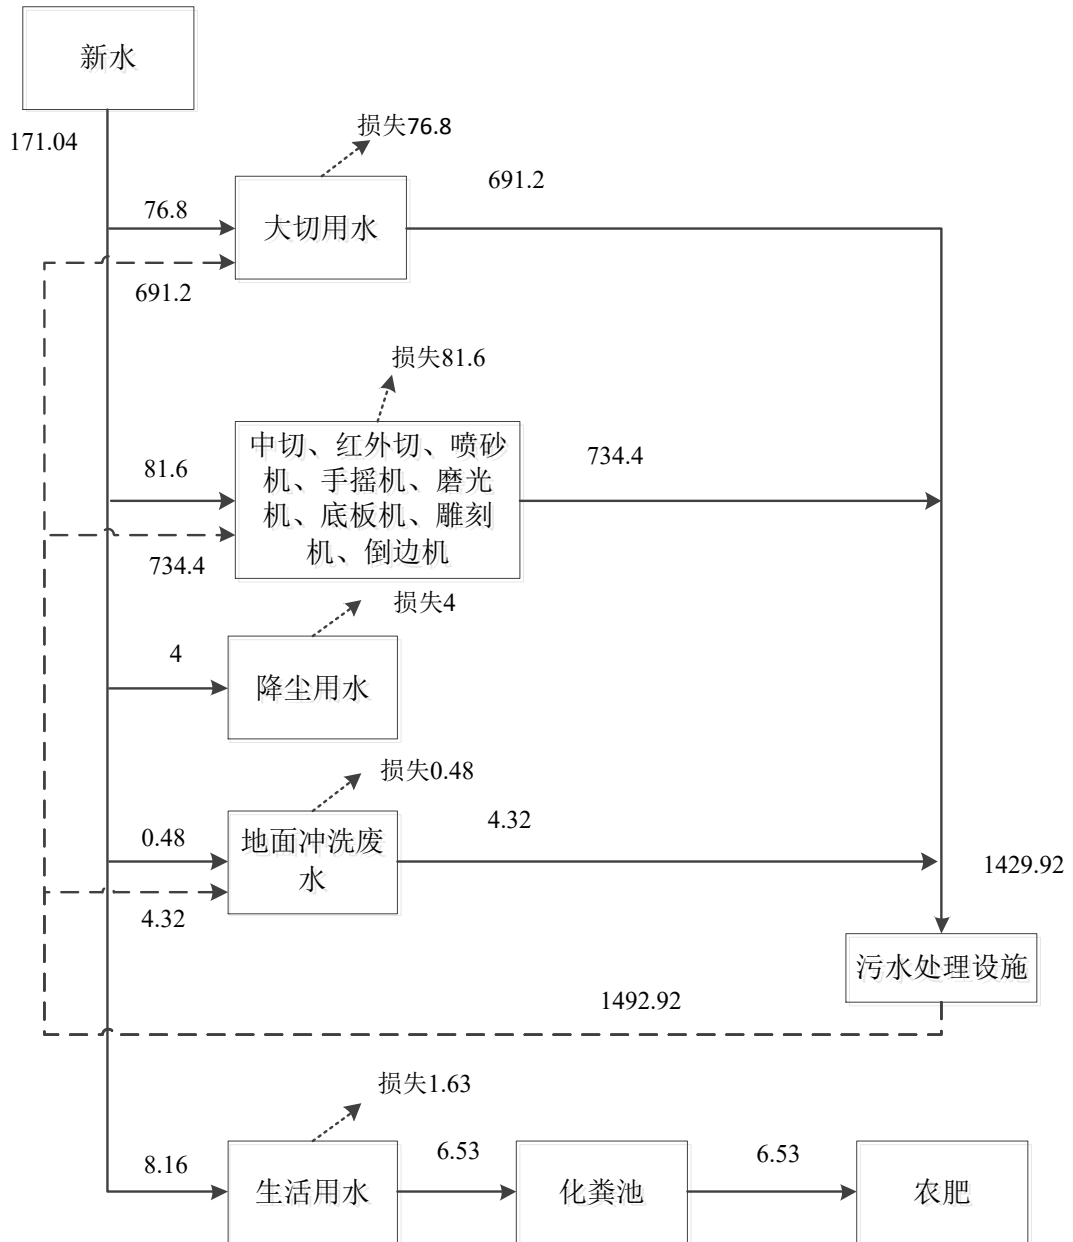 新水
171.04
损失76.8
691.2
76.8
大切用水
691.2
损失81.6
81.6
中切、红外切、喷砂
机、手摇机、磨光
机、底板机、雕刻
机、倒边机
734.4
734.4
损失4
4
降尘用水
损失0.48
0.48
地面冲洗废
水
4.32
4.32
1429.92
污水处理设施
1492.92
损失1.63
8.16
生活用水
6.53
化粪池
6.53
农肥